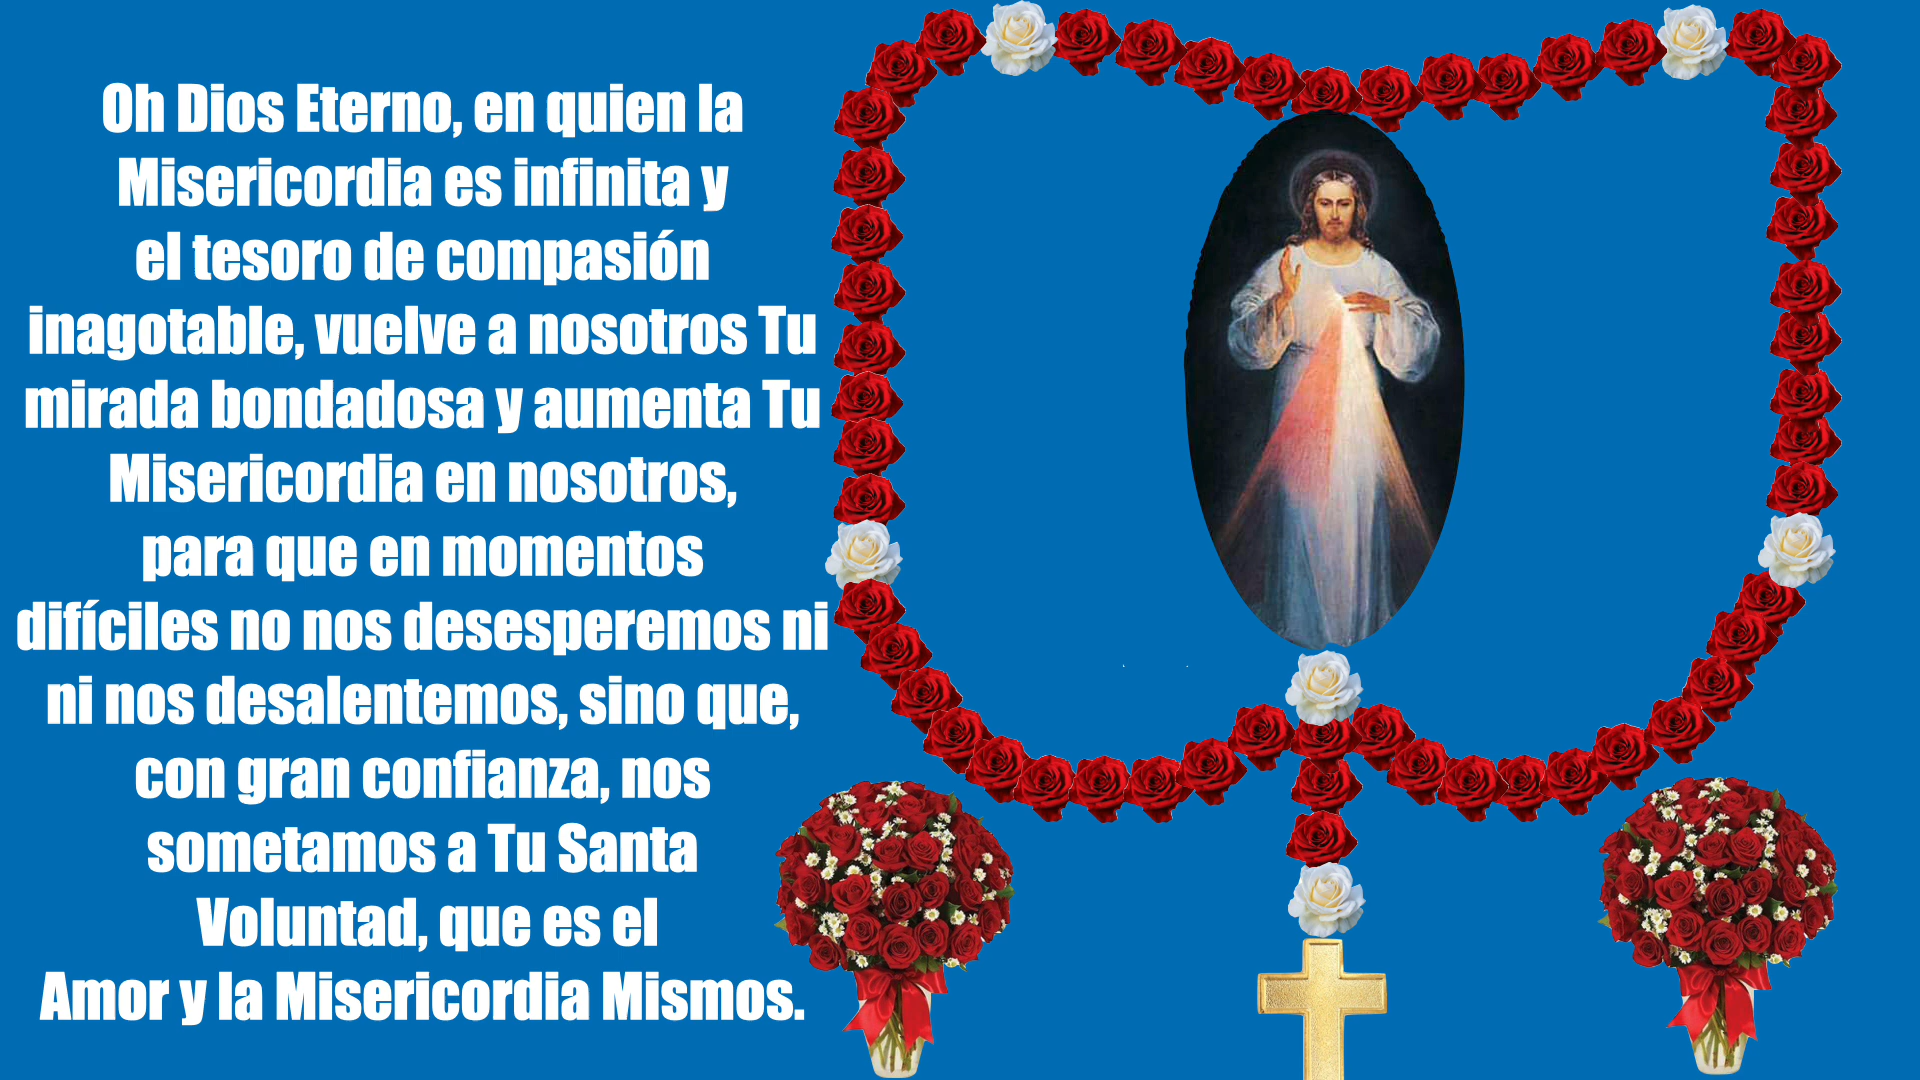 Oh Dios Eterno, en quien la
Misericordia es infinita y
el tesoro de compasión
inagotable, vuelve a nosotros Tu
mirada bondadosa y aumenta Tu
Misericordia en nosotros,
para que en momentos
difíciles no nos desesperemos ni
ni nos desalentemos, sino que,
con gran confianza, nos
sometamos a Tu Santa
Voluntad, que es el
Amor y la Misericordia Mismos.